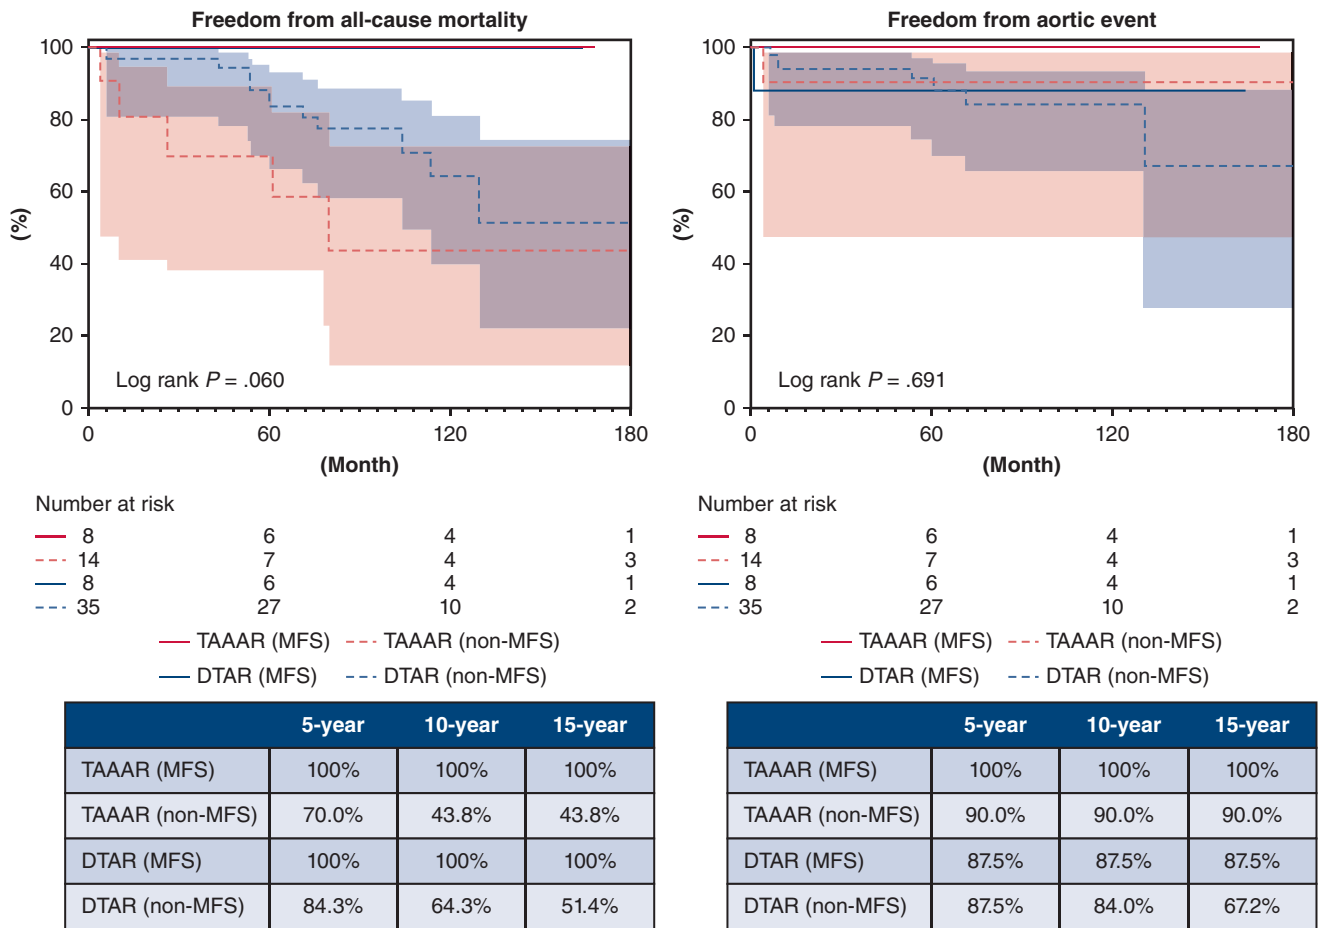 Freedom from all-cause mortality
100
80
60
40
20
0
(%)
Log rank P = .060
0 60 120 180
(Month)
Number at risk
8 6 4 1
14 7 4 3
8 6 4 1
35 27 10 2
TAAAR (MFS) TAAAR (non-MFS)
DTAR (MFS) DTAR (non-MFS)
5-year 10-year 15-year
TAAAR (MFS) 100% 100% 100%
TAAAR (non-MFS) 70.0% 43.8% 43.8%
DTAR (MFS) 100% 100% 100%
DTAR (non-MFS) 84.3% 64.3% 51.4%
Freedom from aortic event
100
80
60
40
20
0
(%)
Log rank P = .691
0 60 120 180
(Month)
Number at risk
8 6 4 1
14 7 4 3
8 6 4 1
35 27 10 2
TAAAR (MFS) TAAAR (non-MFS)
DTAR (MFS) DTAR (non-MFS)
5-year 10-year 15-year
TAAAR (MFS) 100% 100% 100%
TAAAR (non-MFS) 90.0% 90.0% 90.0%
DTAR (MFS) 87.5% 87.5% 87.5%
DTAR (non-MFS) 87.5% 84.0% 67.2%